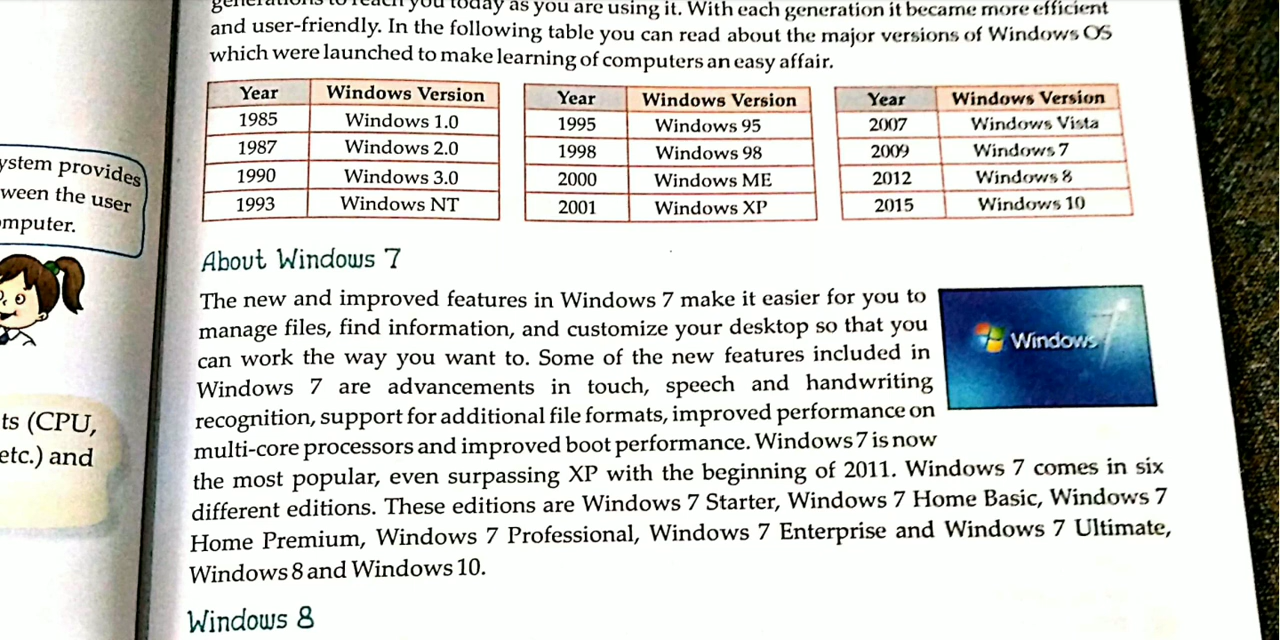 generations to reach you today as you are using it. With each generation it became more efficient
and user-friendly. In the following table you can read about the major versions of Windows OS
which were launched to make learning of computers an easy affair.
Year Windows Version
1985 Windows 1.0
1987 Windows 2.0
1990 Windows 3.0
1993 Windows NT
Year Windows Version
1995 Windows 95
1998 Windows 98
2000 Windows ME
2001 Windows XP
Year Windows Version
2007 Windows Vista
2009 Windows 7
2012 Windows 8
2015 Windows 10
ystem provides
ween the user
mputer.
About Windows 7
The new and improved features in Windows 7 make it easier for you to
manage files, find information, and customize your desktop so that you
can work the way you want to. Some of the new features included in
Windows 7 are advancements in touch, speech and handwriting
recognition, support for additional file formats, improved performance on
multi-core processors and improved boot performance. Windows 7 is now
the most popular, even surpassing XP with the beginning of 2011. Windows 7 comes in six
different editions. These editions are Windows 7 Starter, Windows 7 Home Basic, Windows 7
Home Premium, Windows 7 Professional, Windows 7 Enterprise and Windows 7 Ultimate,
Windows 8 and Windows 10.
Windows 7
ts (CPU,
etc.) and
Windows 8